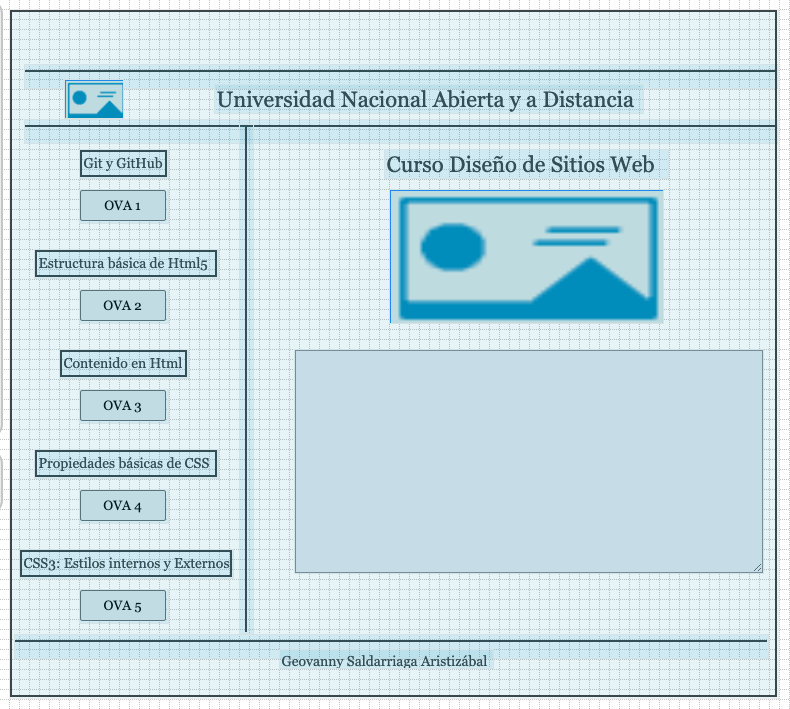 Universidad Nacional Abierta y a Distancia
Git y GitHub
OVA 1
Estructura básica de Html5
OVA 2
Contenido en Html
OVA 3
Propiedades básicas de CSS
OVA 4
CSS3: Estilos internos y Externos
OVA 5
Curso Diseño de Sitios Web
Geovanny Saldarriaga Aristizábal